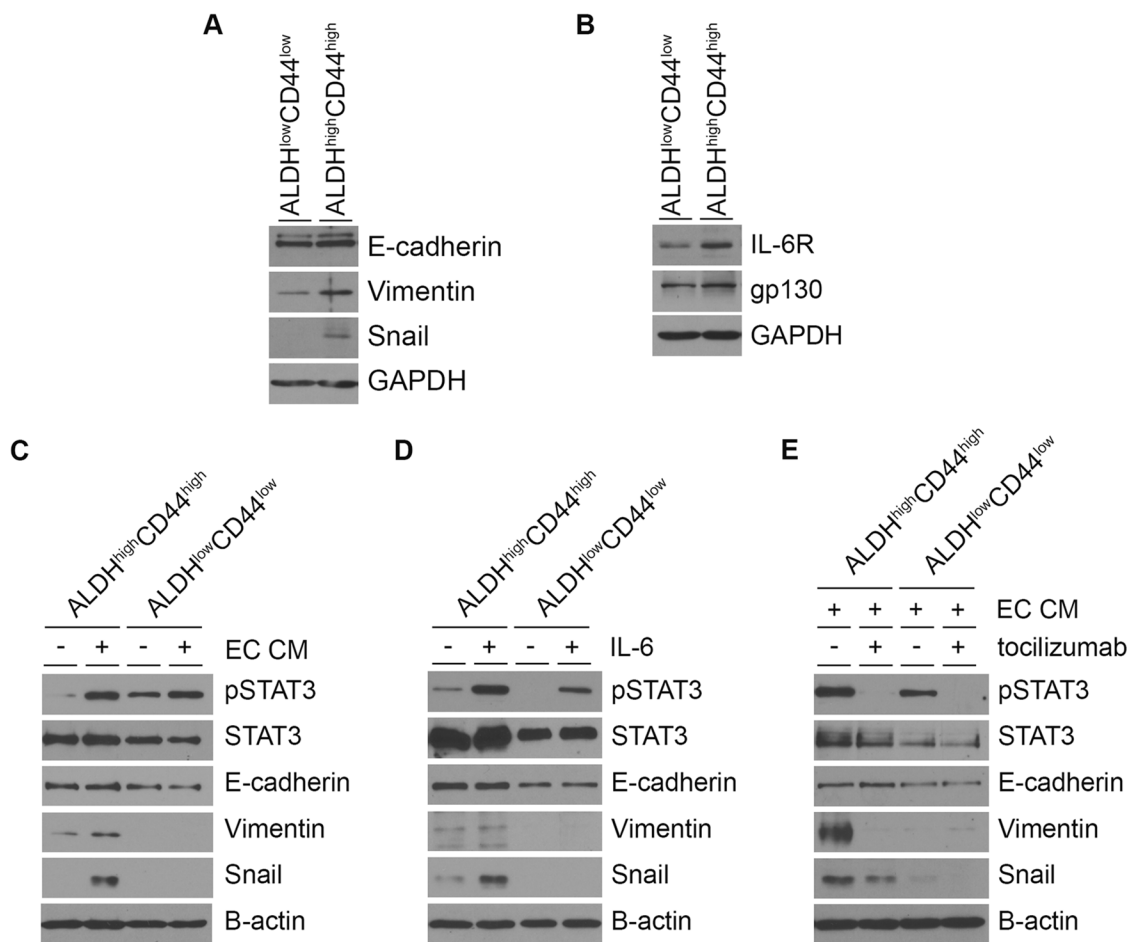 A
ALDHlowCD44low
ALDHhighCD44high
E-cadherin
Vimentin
Snail
GAPDH
B
ALDHlowCD44low
ALDHhighCD44high
IL-6R
gp130
GAPDH
C
ALDHhighCD44high
ALDHlowCD44low
- + - + EC CM
pSTAT3
STAT3
E-cadherin
Vimentin
Snail
B-actin
D
ALDHhighCD44high
ALDHlowCD44low
- + - + IL-6
pSTAT3
STAT3
E-cadherin
Vimentin
Snail
B-actin
E
ALDHhighCD44high
ALDHlowCD44low
+ + + + EC CM
- + - + tocilizumab
pSTAT3
STAT3
E-cadherin
Vimentin
Snail
B-actin